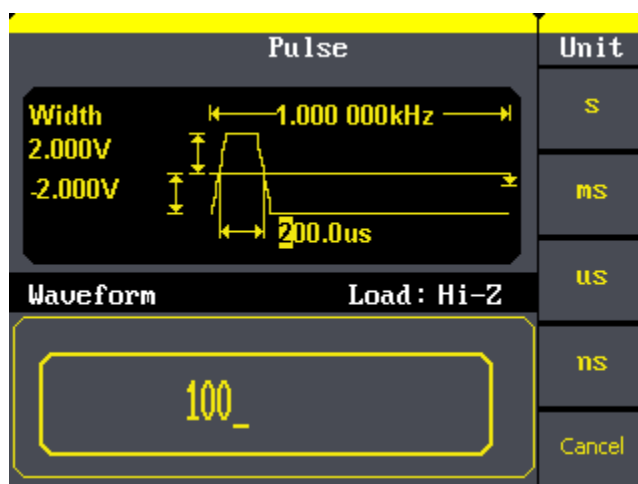 Pulse
Width
1.000 000kHz
2.000V
-2.000V
200.0us
Waveform Load: Hi-Z
100_
Unit
s
ms
us
ns
Cancel